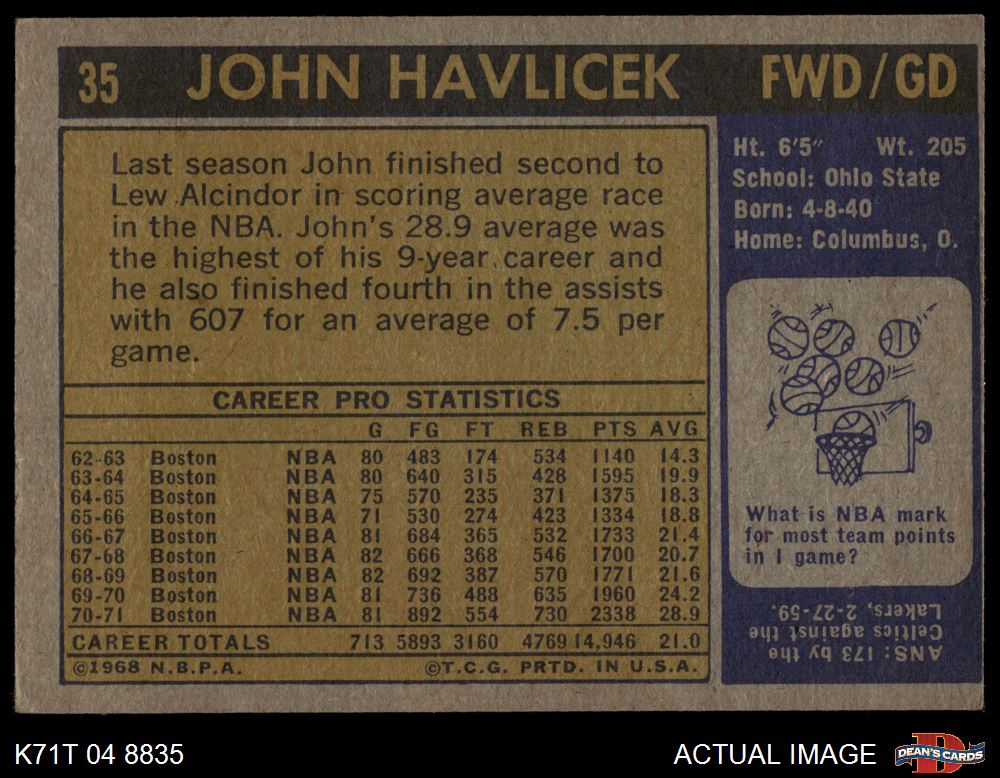 35 JOHN HAVLICEK FWD/GD
Last season John finished second to
Lew Alcindor in scoring average race
in the NBA. John's 28.9 average was
the highest of his 9-year career and
he also finished fourth in the assists
with 607 for an average of 7.5 per
game.
CAREER PRO STATISTICS
G FG FT REB PTS AVG
62-63 Boston NBA 80 483 174 534 1140 14.3
63-64 Boston NBA 80 640 315 428 1595 19.9
64-65 Boston NBA 75 570 235 371 1375 18.3
65-66 Boston NBA 71 530 274 423 1334 18.8
66-67 Boston NBA 81 684 365 532 1733 21.4
67-68 Boston NBA 82 666 368 546 1700 20.7
68-69 Boston NBA 82 692 387 570 1771 21.6
69-70 Boston NBA 81 736 488 635 1960 24.2
70-71 Boston NBA 81 892 554 730 2338 28.9
CAREER TOTALS 713 5893 3160 4769 14,946 21.0
©1968 N.B.P.A. ©T.C.G. PRTD. IN U.S.A.
Ht. 6'5" Wt. 205
School: Ohio State
Born: 4-8-40
Home: Columbus, O.
What is NBA mark
for most team points
in 1 game?
ANS: 173 by the
Celtics against the
Lakers, 2-27-59.
K71T 04 8835 ACTUAL IMAGE DEAN'S CARDS